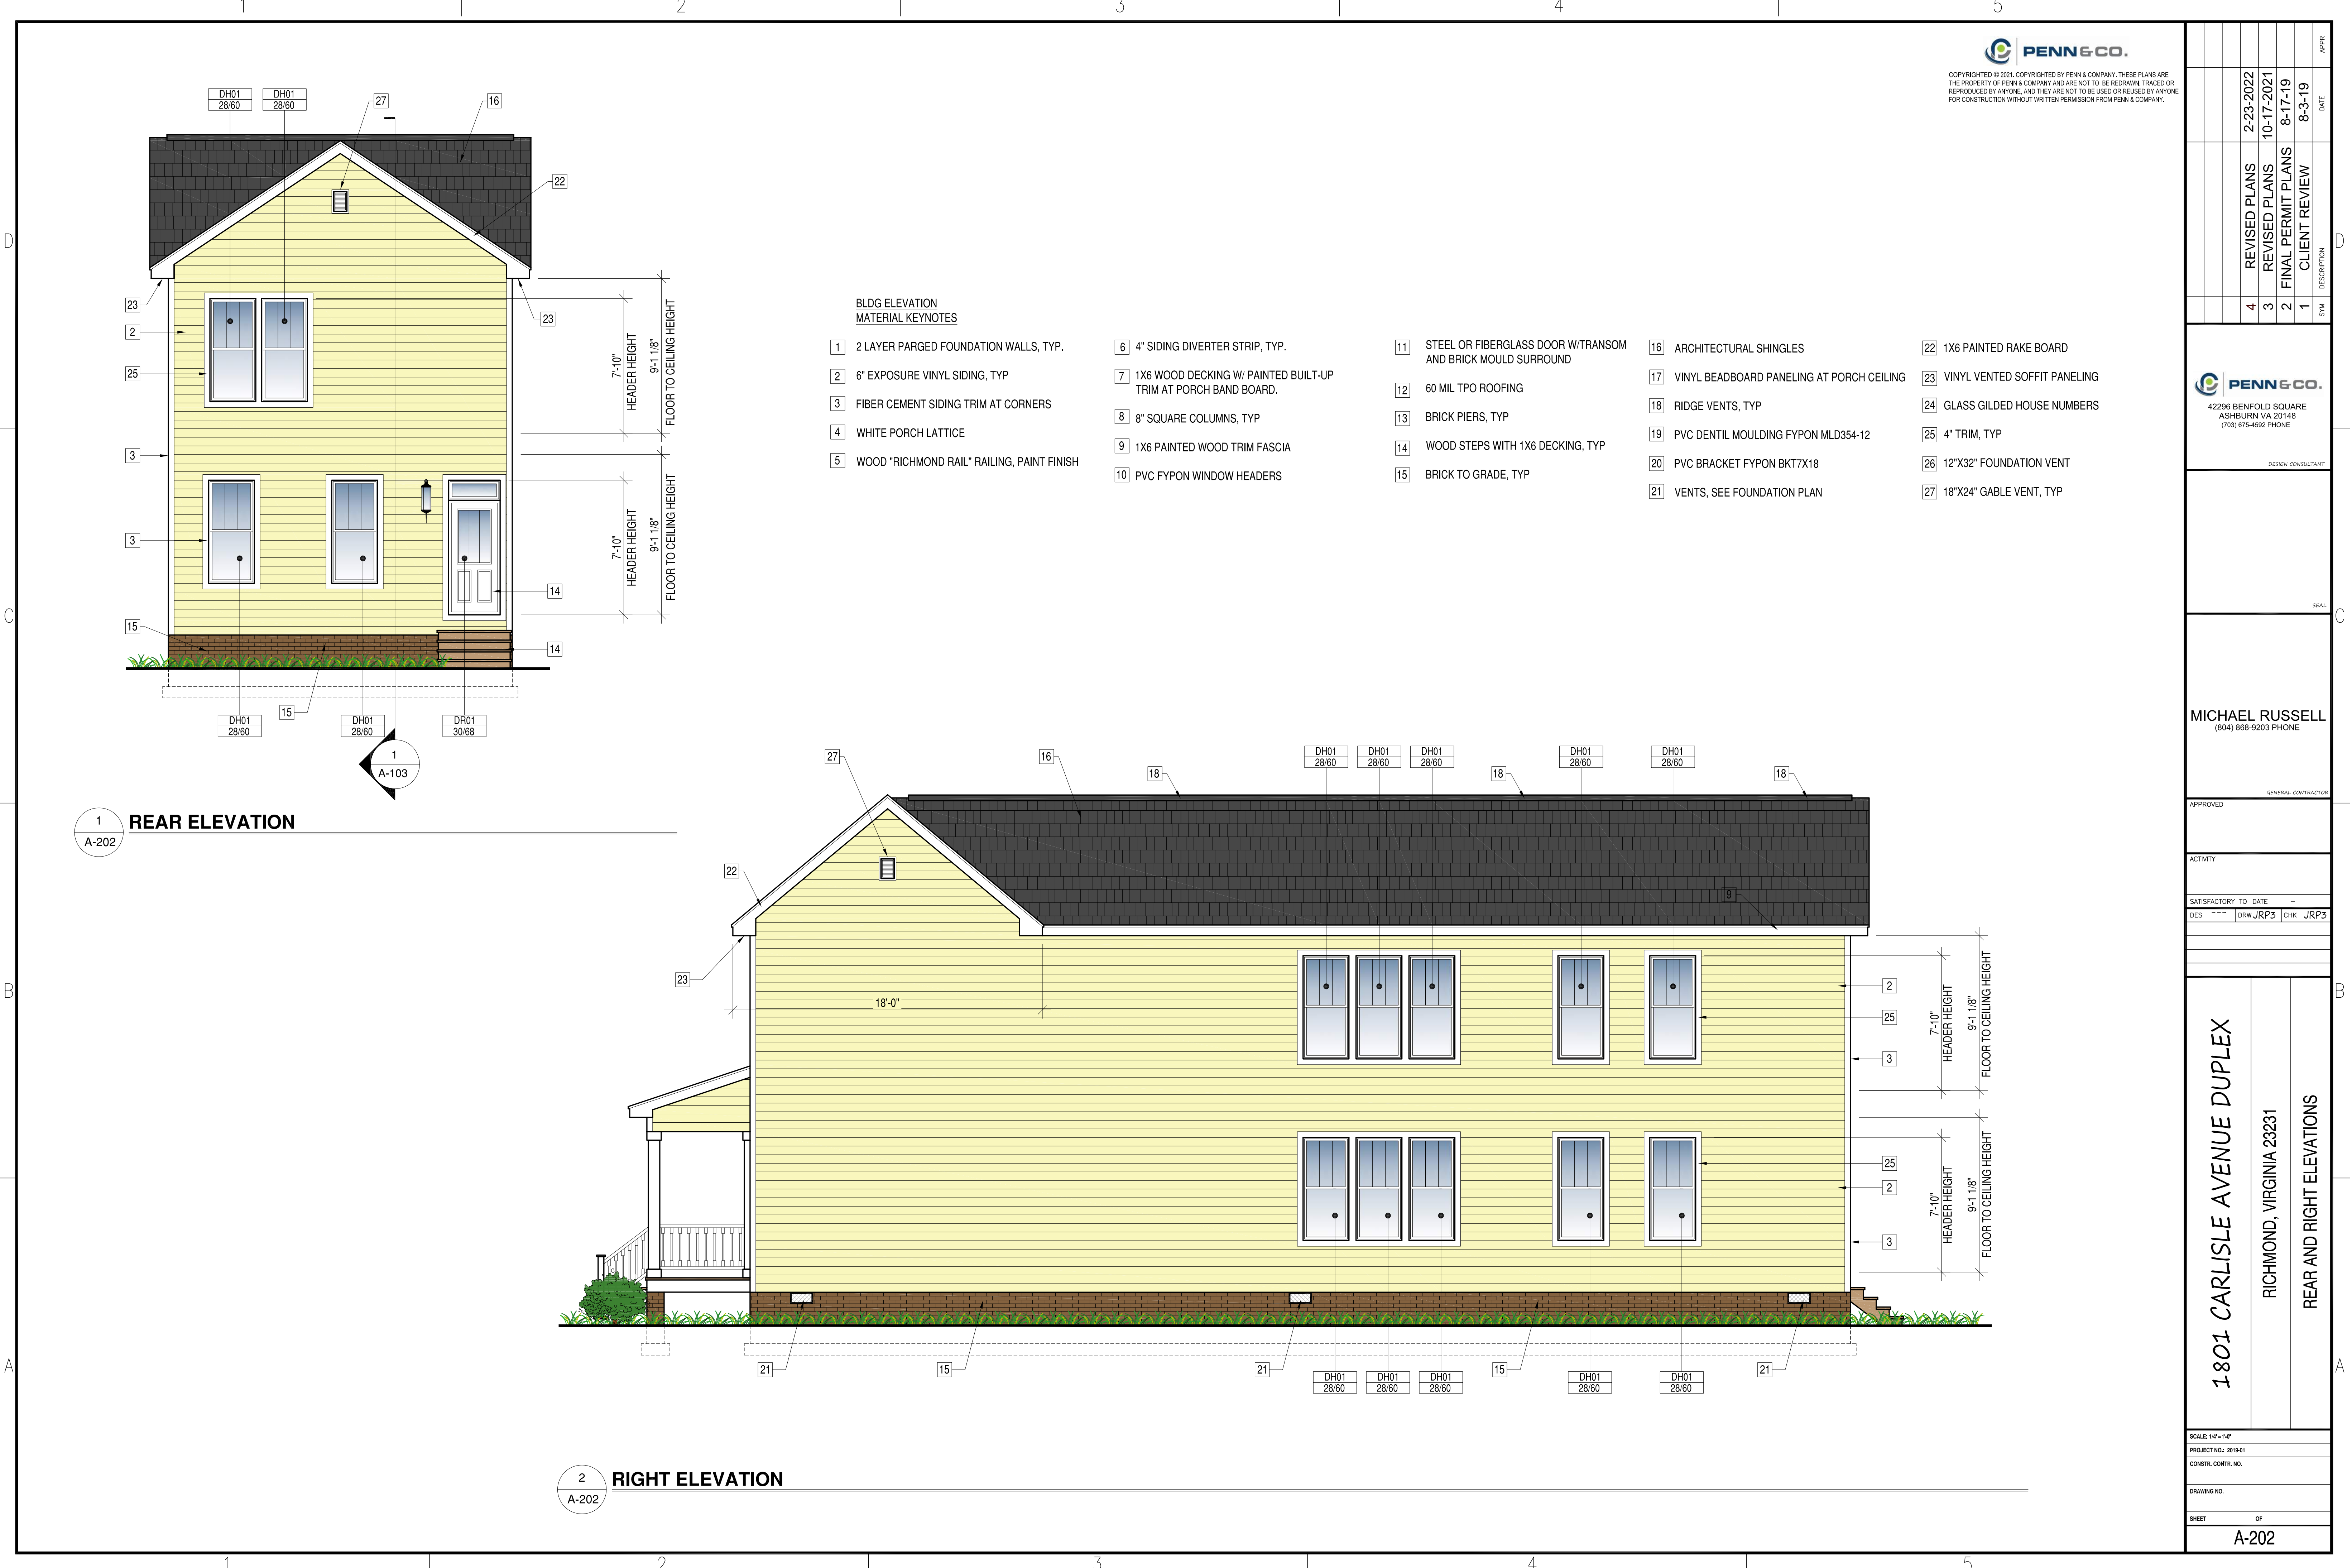 1
2
3
4
5
PENN & CO.
COPYRIGHTED © 2021. COPYRIGHTED BY PENN & COMPANY. THESE PLANS ARE
THE PROPERTY OF PENN & COMPANY AND ARE NOT TO BE REDRAWN, TRACED OR
REPRODUCED BY ANYONE, AND THEY ARE NOT TO BE USED OR REUSED BY ANYONE
FOR CONSTRUCTION WITHOUT WRITTEN PERMISSION FROM PENN & COMPANY.
DH01
28/60
DH01
28/60
27
16
22
23
23
2
25
3
3
15
14
14
7'-10"
HEADER HEIGHT
9'-1 1/8"
FLOOR TO CEILING HEIGHT
7'-10"
HEADER HEIGHT
9'-1 1/8"
FLOOR TO CEILING HEIGHT
15
DH01
28/60
DH01
28/60
DR01
30/68
1
A-103
1
A-202
REAR ELEVATION
BLDG ELEVATION
MATERIAL KEYNOTES
1 2 LAYER PARGED FOUNDATION WALLS, TYP.
2 6" EXPOSURE VINYL SIDING, TYP
3 FIBER CEMENT SIDING TRIM AT CORNERS
4 WHITE PORCH LATTICE
5 WOOD "RICHMOND RAIL" RAILING, PAINT FINISH
6 4" SIDING DIVERTER STRIP, TYP.
7 1X6 WOOD DECKING W/ PAINTED BUILT-UP
TRIM AT PORCH BAND BOARD.
8 8" SQUARE COLUMNS, TYP
9 1X6 PAINTED WOOD TRIM FASCIA
10 PVC FYPON WINDOW HEADERS
11 STEEL OR FIBERGLASS DOOR W/TRANSOM
AND BRICK MOULD SURROUND
12 60 MIL TPO ROOFING
13 BRICK PIERS, TYP
14 WOOD STEPS WITH 1X6 DECKING, TYP
15 BRICK TO GRADE, TYP
16 ARCHITECTURAL SHINGLES
17 VINYL BEADBOARD PANELING AT PORCH CEILING
18 RIDGE VENTS, TYP
19 PVC DENTIL MOULDING FYPON MLD354-12
20 PVC BRACKET FYPON BKT7X18
21 VENTS, SEE FOUNDATION PLAN
22 1X6 PAINTED RAKE BOARD
23 VINYL VENTED SOFFIT PANELING
24 GLASS GILDED HOUSE NUMBERS
25 4" TRIM, TYP
26 12"X32" FOUNDATION VENT
27 18"X24" GABLE VENT, TYP
27
16
18
DH01
28/60
DH01
28/60
DH01
28/60
18
DH01
28/60
DH01
28/60
18
22
9
23
18'-0"
2
25
3
25
2
3
7'-10"
HEADER HEIGHT
9'-1 1/8"
FLOOR TO CEILING HEIGHT
7'-10"
HEADER HEIGHT
9'-1 1/8"
FLOOR TO CEILING HEIGHT
21
15
21
DH01
28/60
DH01
28/60
DH01
28/60
15
DH01
28/60
DH01
28/60
21
2
A-202
RIGHT ELEVATION
D
C
B
A
D
C
B
A
1
2
3
4
5
4 REVISED PLANS 2-23-2022
3 REVISED PLANS 10-17-2021
2 FINAL PERMIT PLANS 8-17-19
1 CLIENT REVIEW 8-3-19
SYM DESCRIPTION DATE APPR
PENN & CO.
42296 BENFOLD SQUARE
ASHBURN VA 20148
(703) 675-4592 PHONE
DESIGN CONSULTANT
SEAL
MICHAEL RUSSELL
(804) 868-9203 PHONE
GENERAL CONTRACTOR
APPROVED
ACTIVITY
SATISFACTORY TO DATE –
DES --- DRW JRP3 CHK JRP3
1801 CARLISLE AVENUE DUPLEX
RICHMOND, VIRGINIA 23231
REAR AND RIGHT ELEVATIONS
SCALE: 1/4"=1'-0"
PROJECT NO.: 2019-01
CONSTR. CONTR. NO.
DRAWING NO.
SHEET OF
A-202